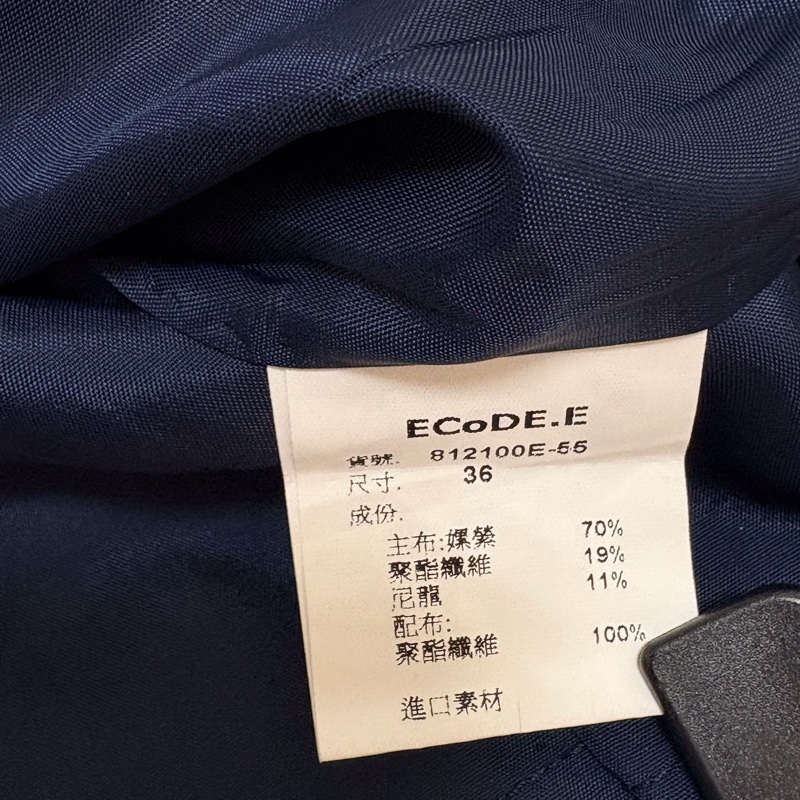 ECoDE.E
貨號. 812100E-55
尺寸. 36
成份.
主布:嫘縈 70%
聚酯纖維 19%
尼龍 11%
配布:
聚酯纖維 100%
進口素材